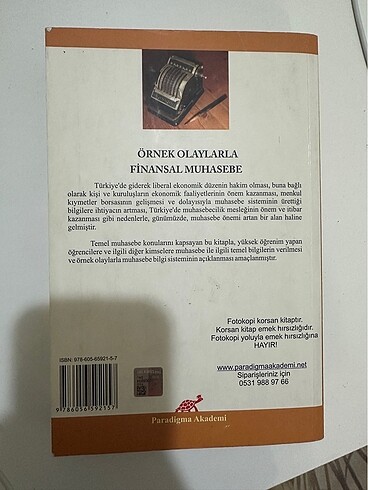 ÖRNEK OLAYLARLA
FİNANSAL MUHASEBE
Türkiye'de giderek liberal ekonomik düzenin hakim olması, buna bağlı
olarak kişi ve kuruluşların ekonomik faaliyetlerinin önem kazanması, menkul
kıymetler borsasının gelişmesi ve dolayısıyla muhasebe sisteminin ürettiği
bilgilere ihtiyacın artması, Türkiye'de muhasebecilik mesleğinin önem ve itibar
kazanması gibi nedenlerle, günümüzde, muhasebe önemi artan bir alan haline
gelmiştir.
Temel muhasebe konularını kapsayan bu kitapla, yüksek öğrenim yapan
öğrencilere ve ilgili diğer kimselere muhasebe ile ilgili temel bilgilerin verilmesi
ve örnek olaylarla muhasebe bilgi sisteminin açıklanması amaçlanmıştır.
Fotokopi korsan kitaptır.
Korsan kitap emek hırsızlığıdır.
Fotokopi yoluyla emek hırsızlığına
HAYIR!
www.paradigmaakademi.net
Siparişleriniz için
0531 988 97 66
ISBN: 978-605-65921-5-7
9 786056 592157
Paradigma Akademi